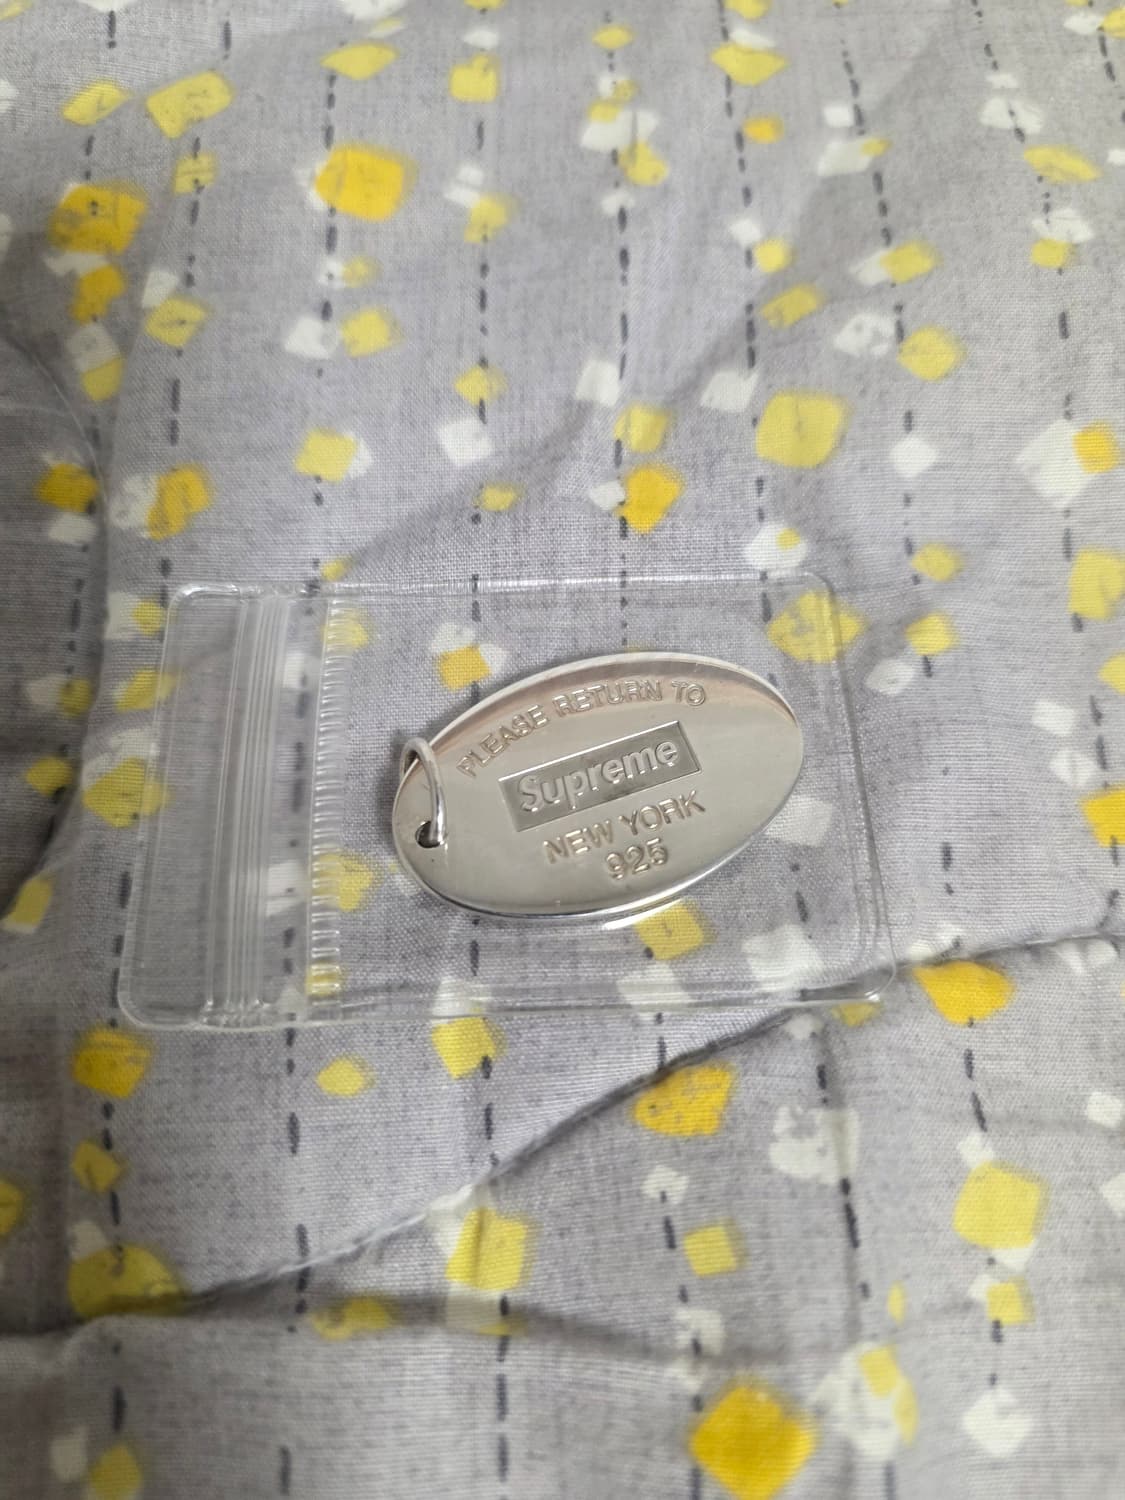 PLEASE RETURN TO
Supreme
NEW YORK
925